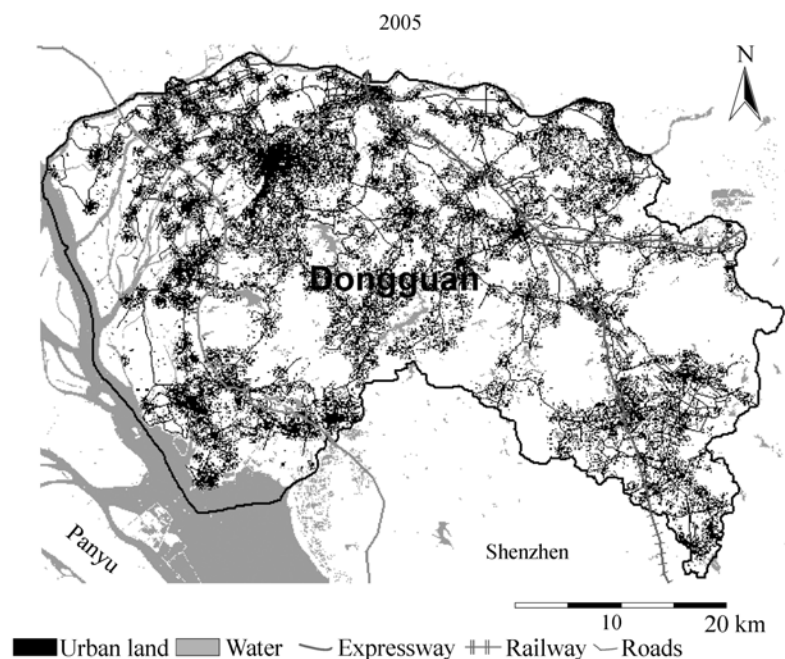 2005
N
Dongguan
Panyu
Shenzhen
10 20 km
Urban land Water Expressway Railway Roads